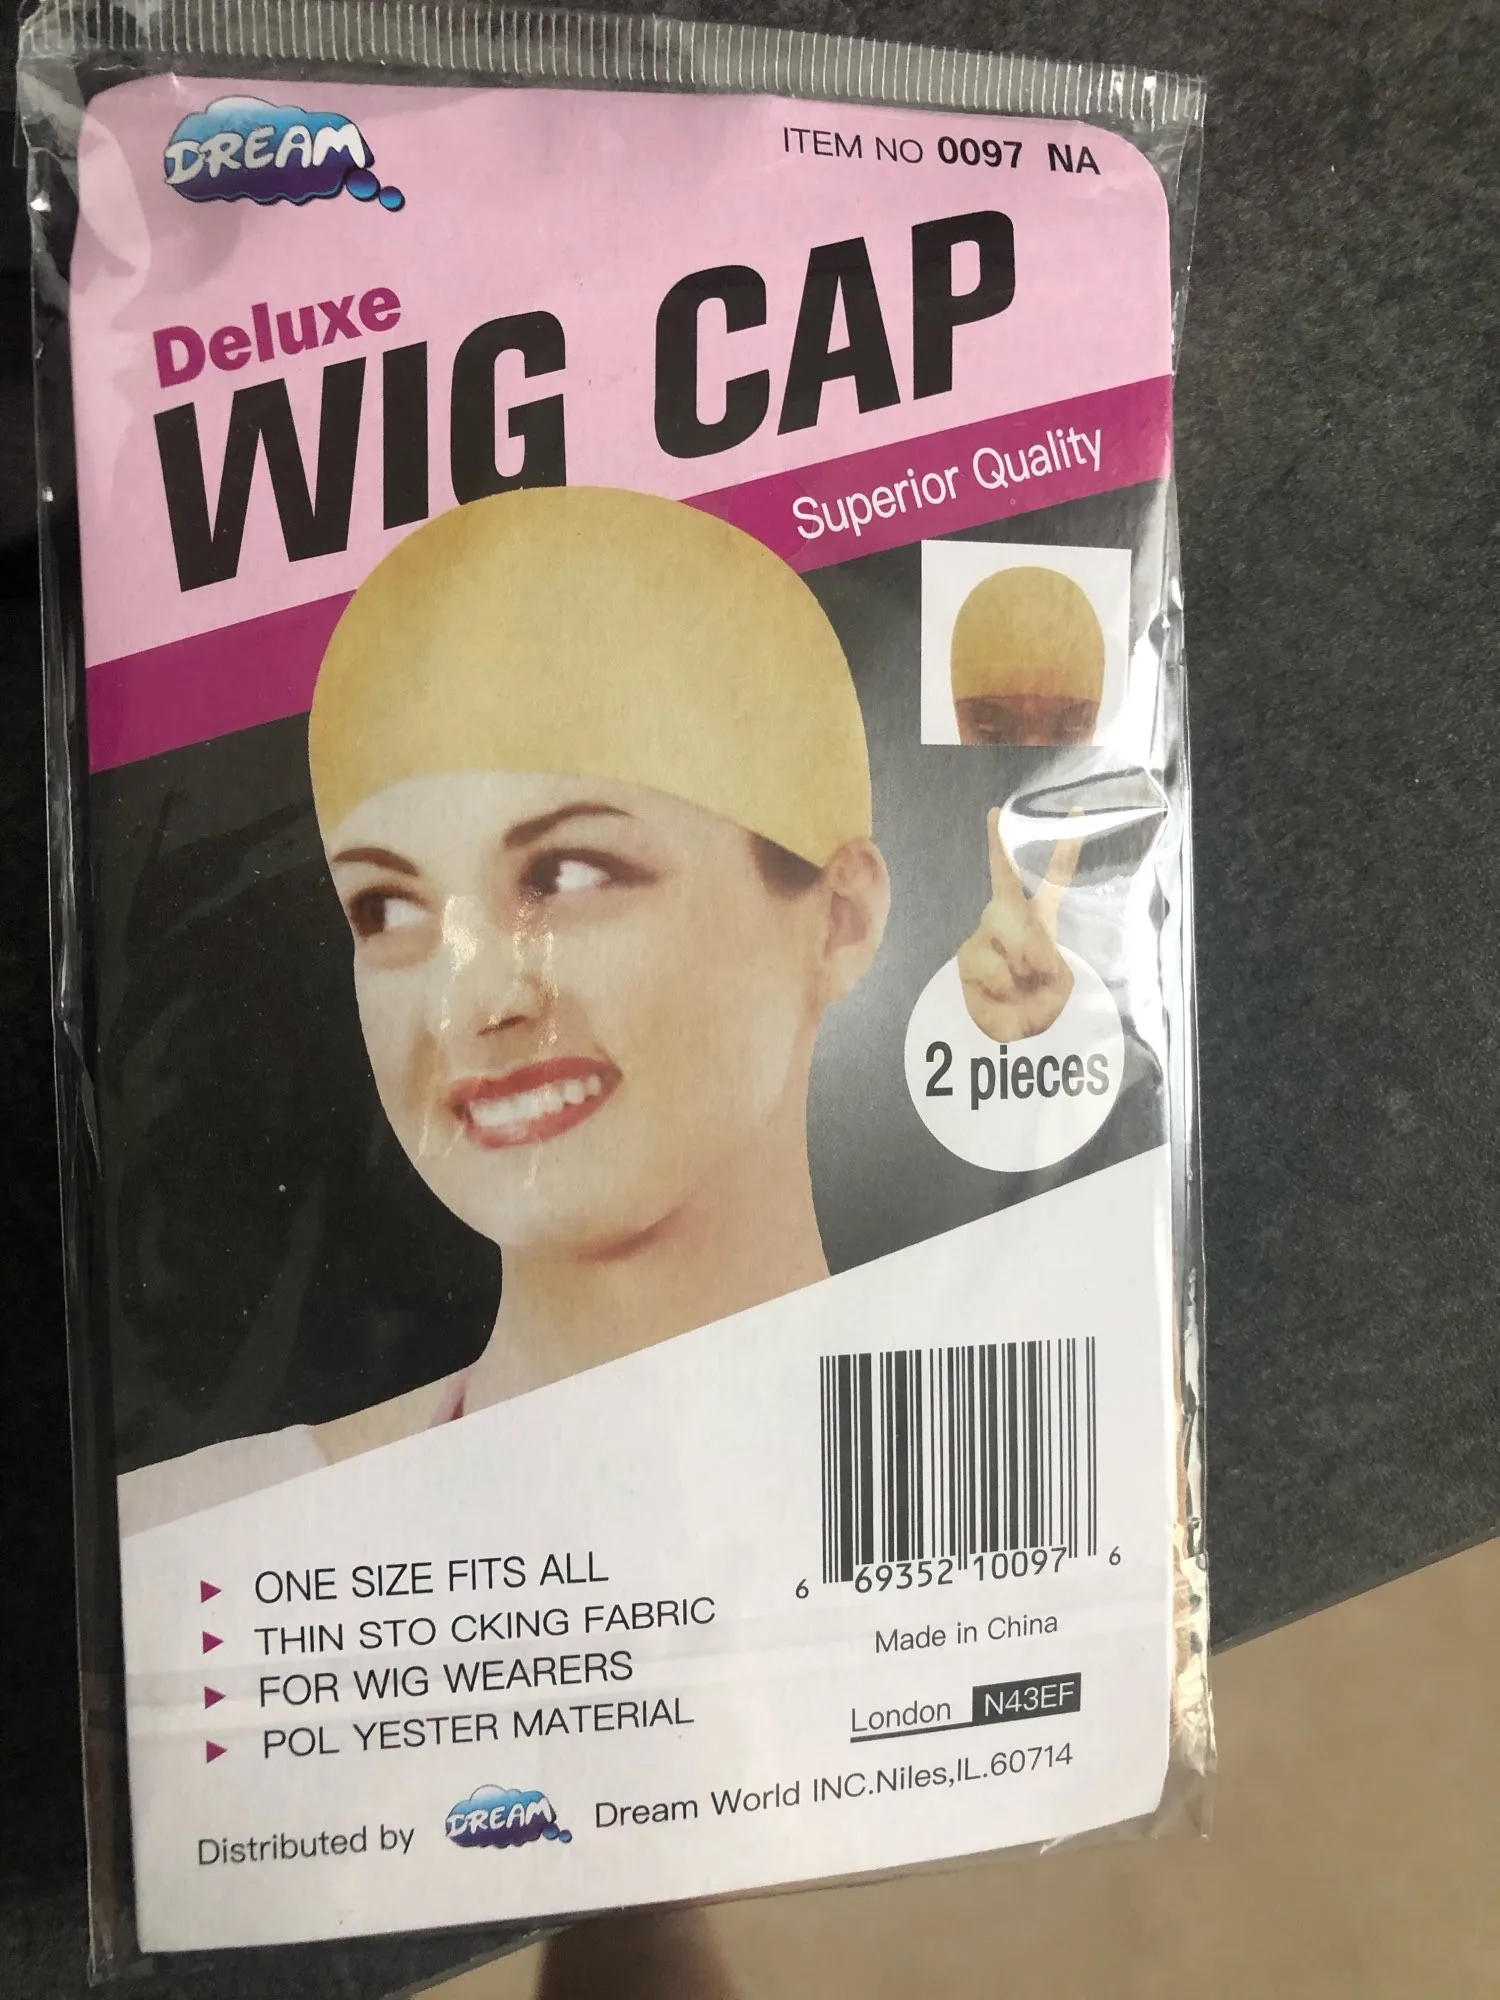 DREAM
ITEM NO 0097 NA
Deluxe
WIG CAP
Superior Quality
2 pieces
6 69352 10097 6
Made in China
London N43EF
ONE SIZE FITS ALL
THIN STO CKING FABRIC
FOR WIG WEARERS
POL YESTER MATERIAL
Distributed by DREAM Dream World INC.Niles,IL.60714